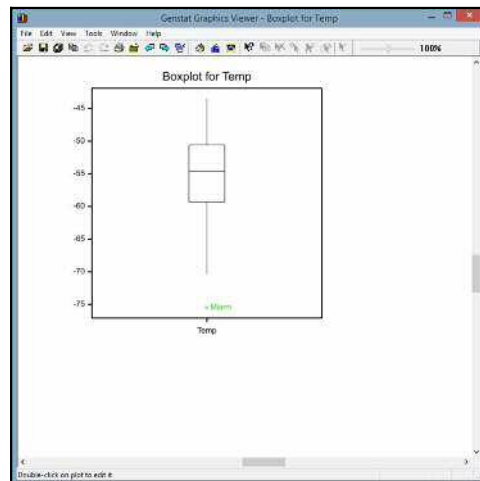 Genstat Graphics Viewer - Boxplot for Temp
File Edit View Tools Window Help
100%
Boxplot for Temp
-45
-50
-55
-60
-65
-70
-75
Temp
Double-click on plot to edit it